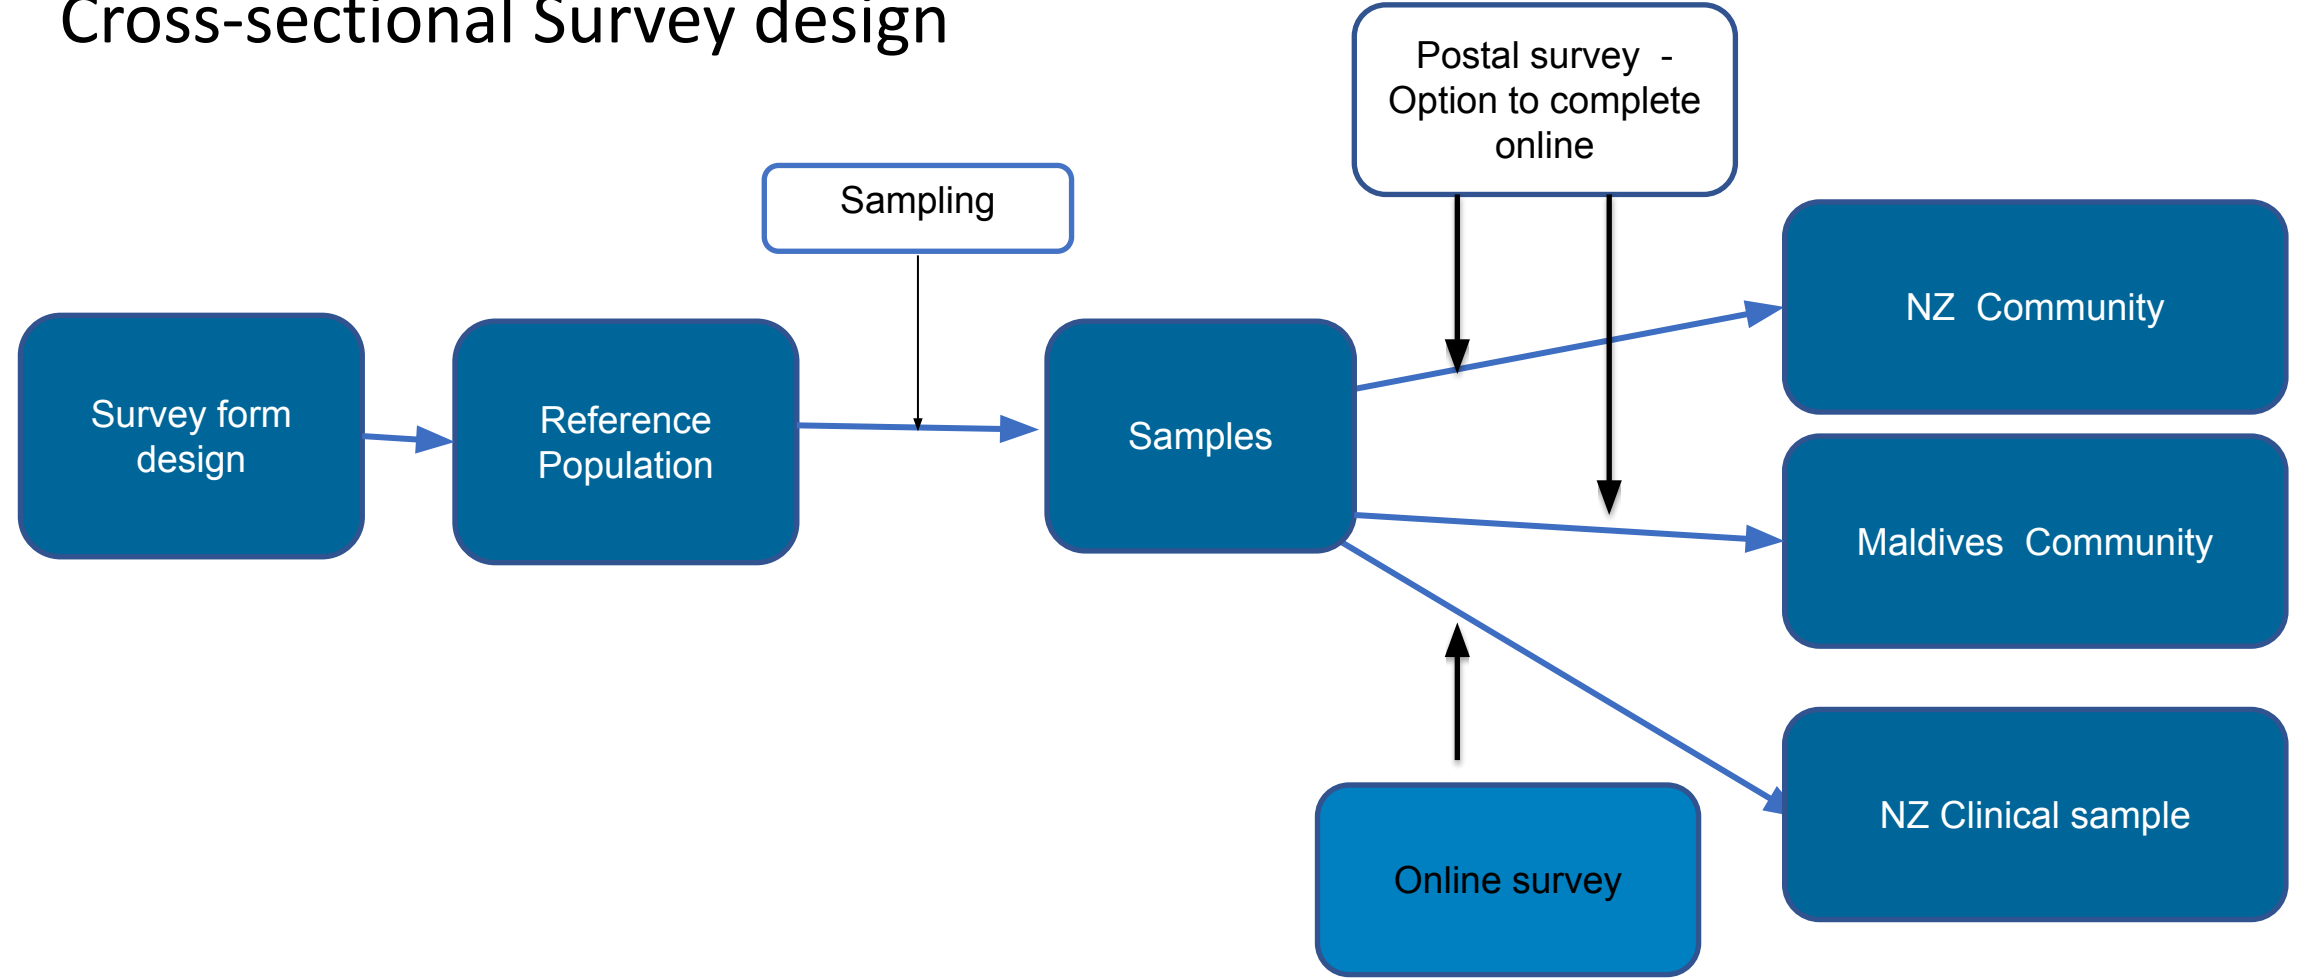 Cross-sectional Survey design
Postal survey  -
Option to complete
online
Sampling
NZ  Community
Survey form
design
Reference
Population
Samples
Maldives  Community
NZ Clinical sample
Online survey